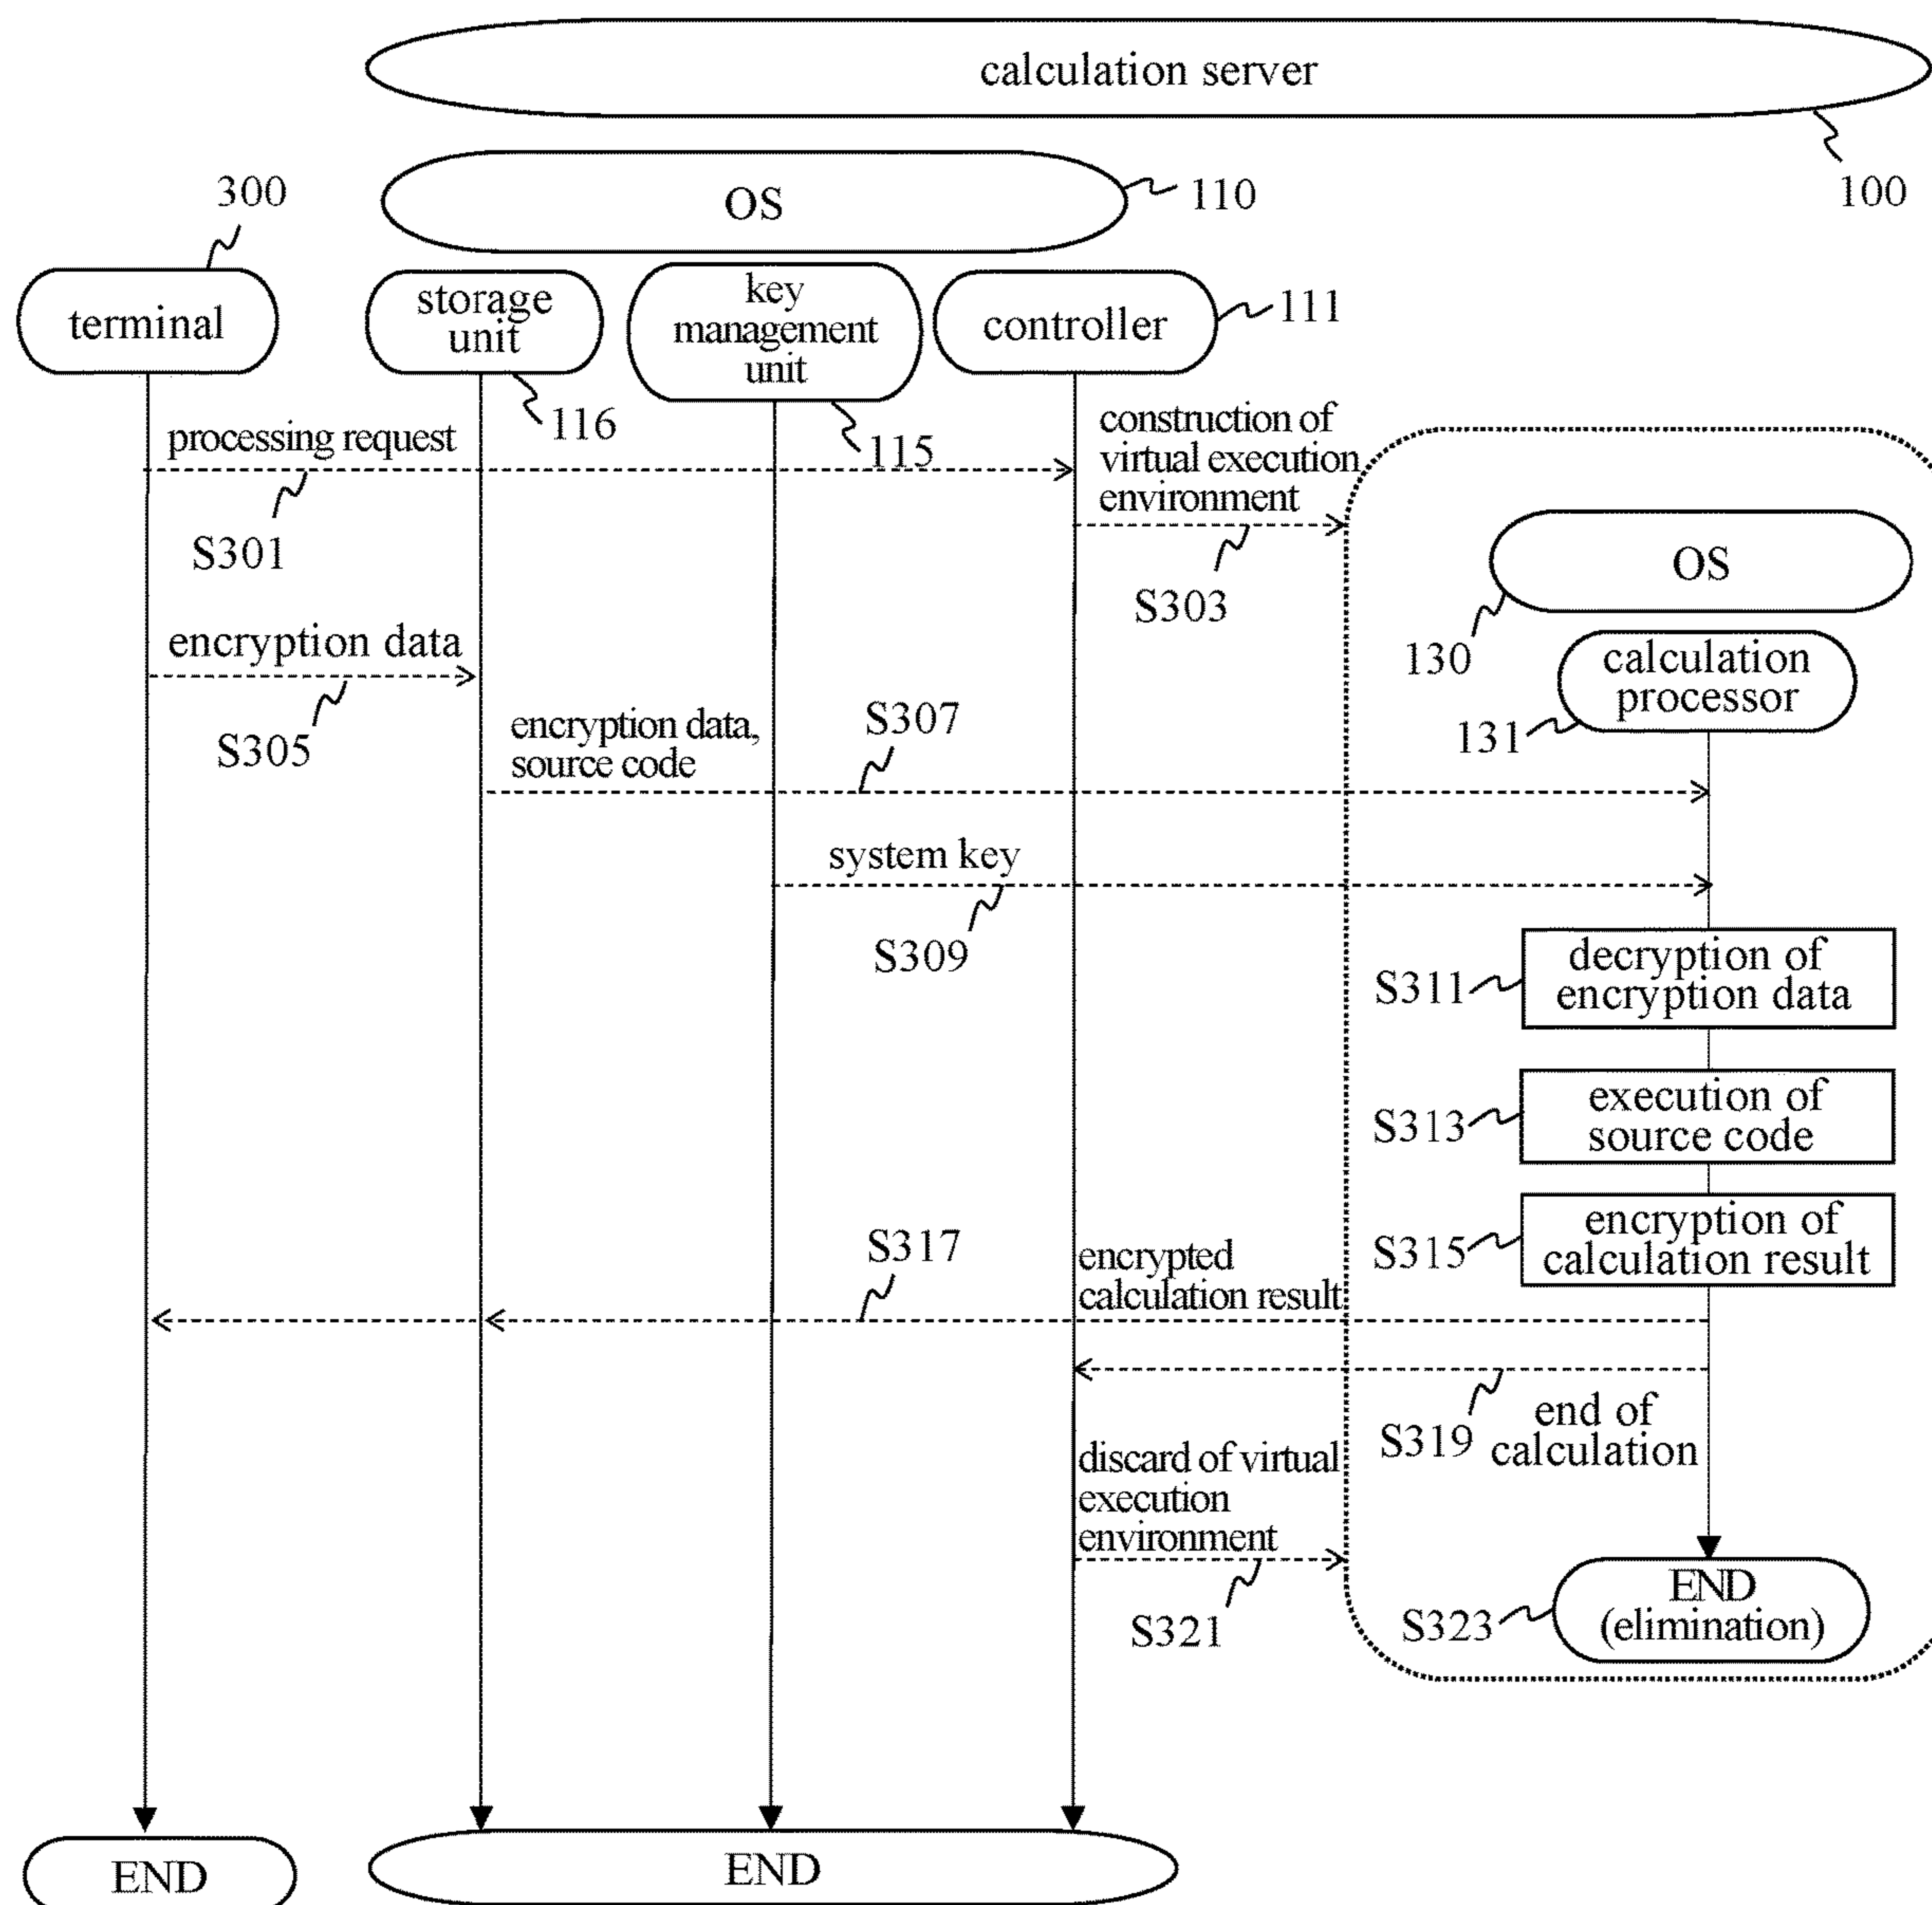 calculation server
100
OS
110
300
terminal
storage
unit
116
key
management
unit
115
controller
111
processing request
S301
construction of
virtual execution
environment
S303
OS
130
encryption data
S305
calculation
processor
131
encryption data,
source code
S307
system key
S309
decryption of
encryption data
S311
execution of
source code
S313
encryption of
calculation result
S315
S317
encrypted
calculation result
S319
end of
calculation
discard of virtual
execution
environment
S321
END
(elimination)
S323
END
END